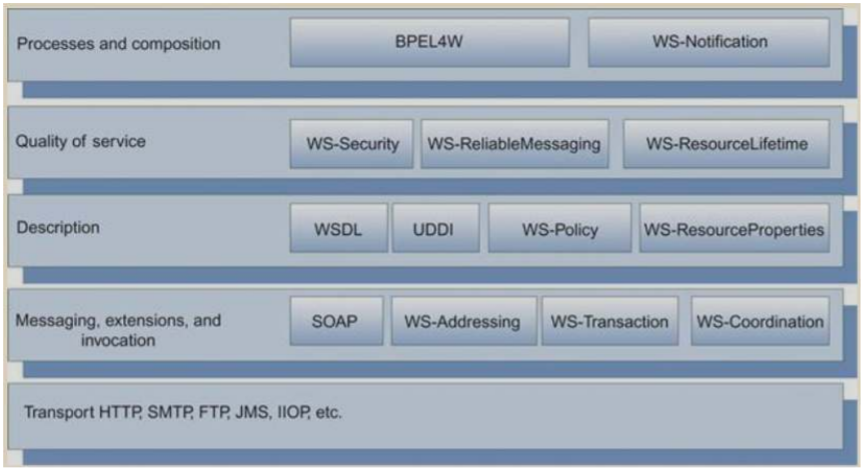 Processes and composition
BPEL4W
WS-Notification
Quality of service
WS-Security
WS-ReliableMessaging
WS-ResourceLifetime
Description
WSDL
UDDI
WS-Policy
WS-ResourceProperties
Messaging, extensions, and
invocation
SOAP
WS-Addressing
WS-Transaction
WS-Coordination
Transport HTTP, SMTP, FTP, JMS, IIOP, etc.